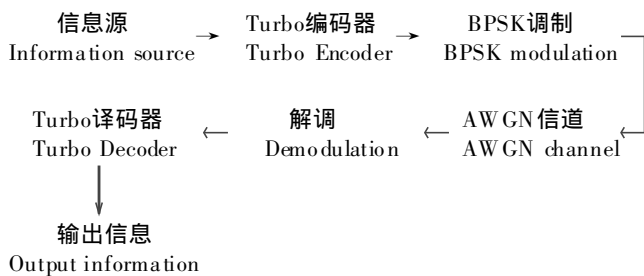 信息源
Information source
Turbo编码器
Turbo Encoder
BPSK调制
BPSK modulation
AWGN信道
AWGN channel
解调
Demodulation
Turbo译码器
Turbo Decoder
输出信息
Output information